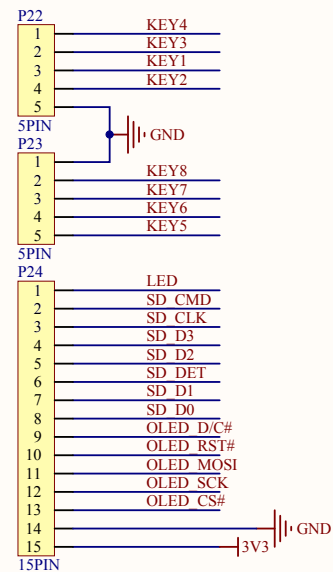 P22
1 KEY4
2 KEY3
3 KEY1
4 KEY2
5
5PIN
GND
P23
1
2 KEY8
3 KEY7
4 KEY6
5 KEY5
5PIN
P24
1 LED
2 SD_CMD
3 SD_CLK
4 SD_D3
5 SD_D2
6 SD_DET
7 SD_D1
8 SD_D0
9 OLED_D/C#
10 OLED_RST#
11 OLED_MOSI
12 OLED_SCK
13 OLED_CS#
14 GND
15 3V3
15PIN